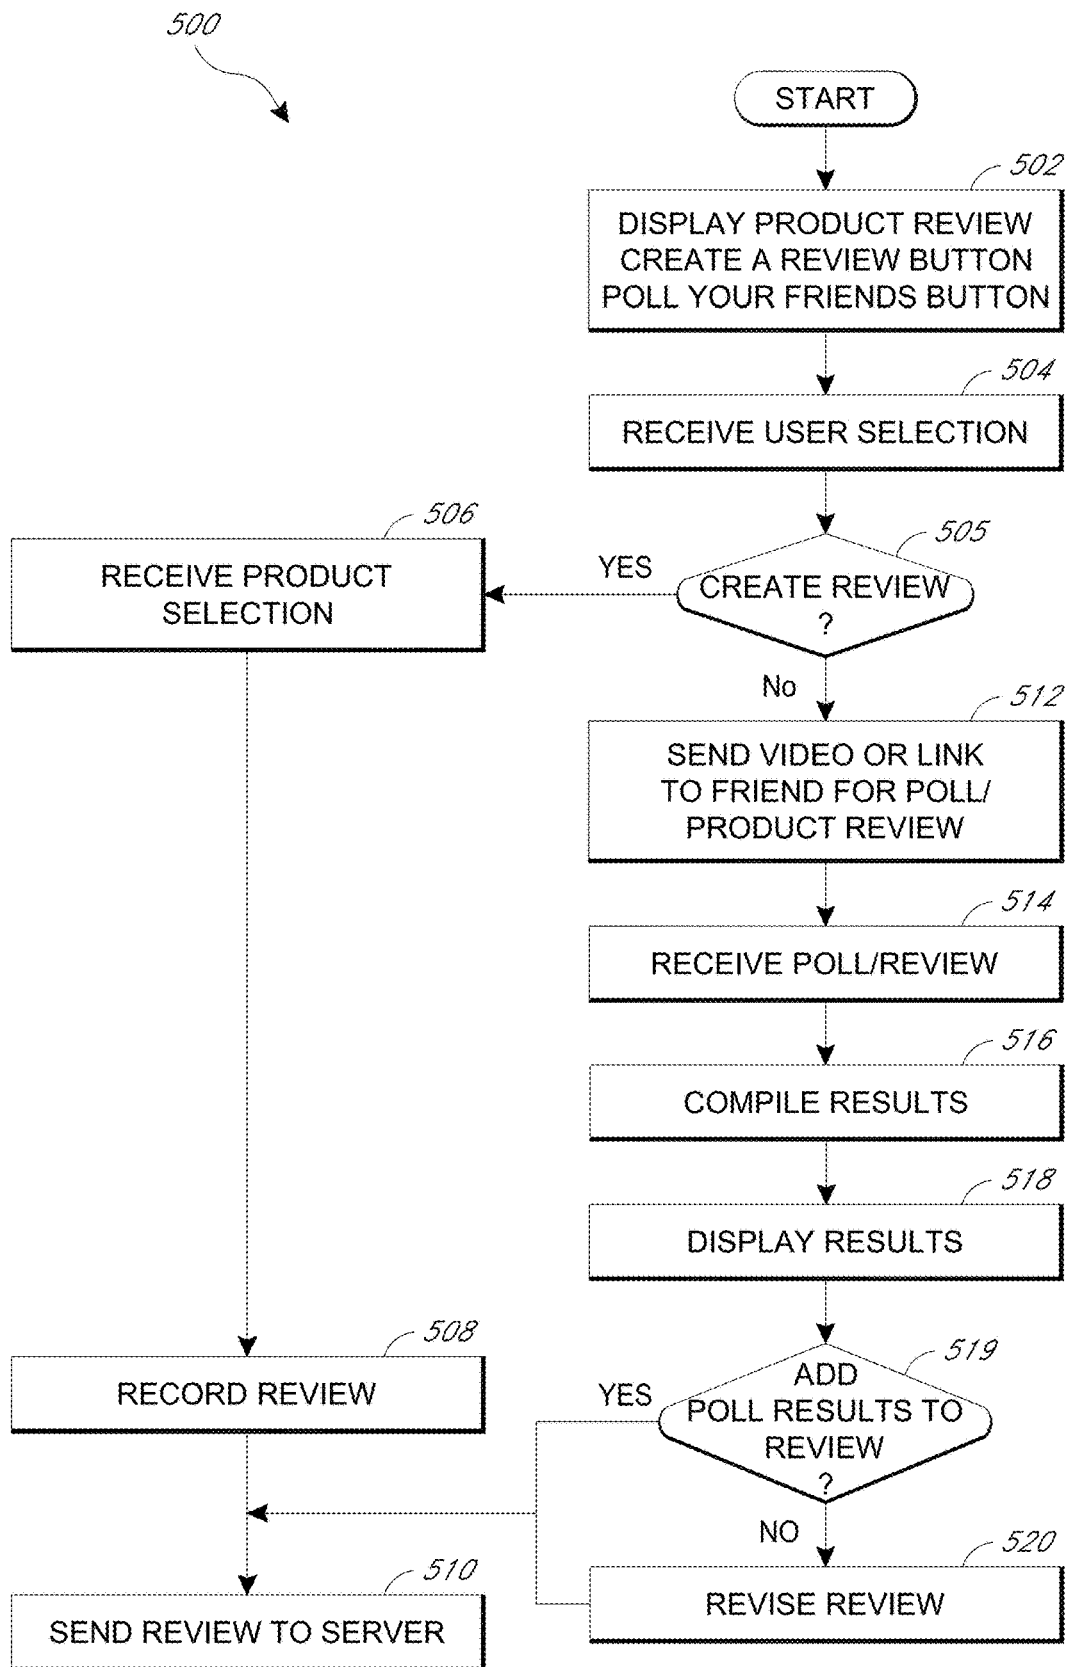 500
START
502
DISPLAY PRODUCT REVIEW
CREATE A REVIEW BUTTON
POLL YOUR FRIENDS BUTTON
504
RECEIVE USER SELECTION
505
CREATE REVIEW
?
YES
506
RECEIVE PRODUCT
SELECTION
No
512
SEND VIDEO OR LINK
TO FRIEND FOR POLL/
PRODUCT REVIEW
514
RECEIVE POLL/REVIEW
516
COMPILE RESULTS
518
DISPLAY RESULTS
519
ADD
POLL RESULTS TO
REVIEW
?
YES
508
RECORD REVIEW
NO
520
REVISE REVIEW
510
SEND REVIEW TO SERVER